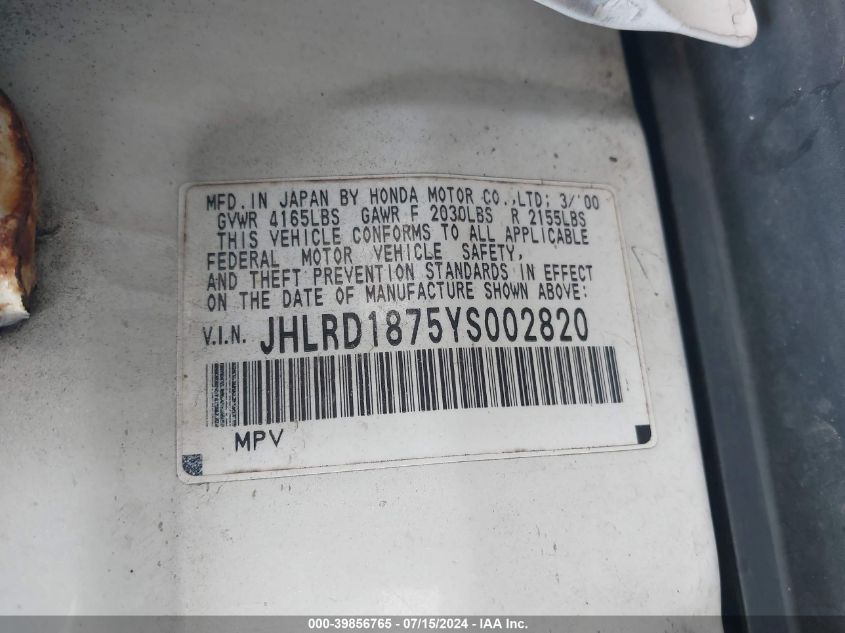 MFD. IN JAPAN BY HONDA MOTOR CO.,LTD; 3/'00
GVWR 4165LBS GAWR F 2030LBS R 2155LBS
THIS VEHICLE CONFORMS TO ALL APPLICABLE
FEDERAL MOTOR VEHICLE SAFETY,
AND THEFT PREVENTION STANDARDS IN EFFECT
ON THE DATE OF MANUFACTURE SHOWN ABOVE:
V.I.N. JHLRD1875YS002820
MPV
000-39856765 - 07/15/2024 - IAA Inc.